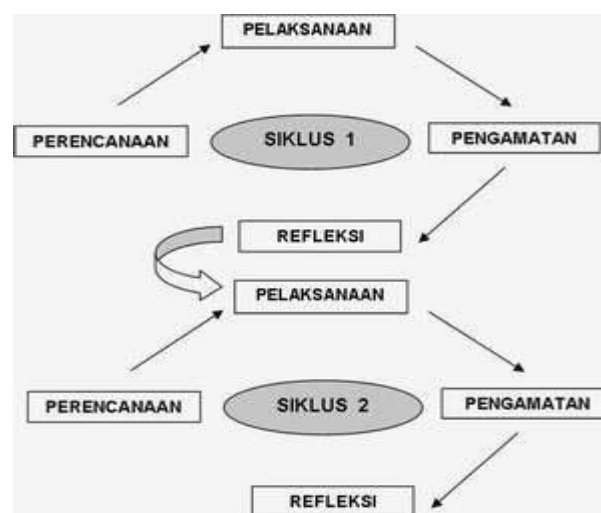 PELAKSANAAN
PERENCANAAN
SIKLUS 1
PENGAMATAN
REFLEKSI
PELAKSANAAN
PERENCANAAN
SIKLUS 2
PENGAMATAN
REFLEKSI